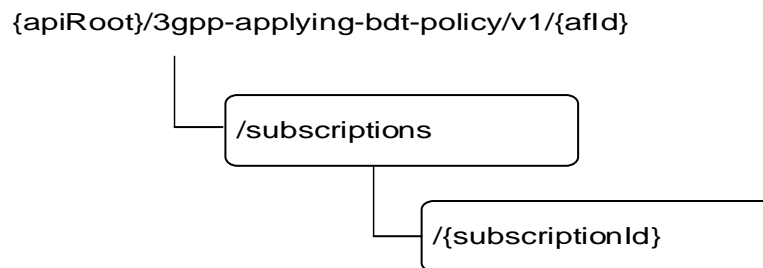 {apiRoot}/3gpp-applying-bdt-policy/v1/{afId}
/subscriptions
/{subscriptionId}